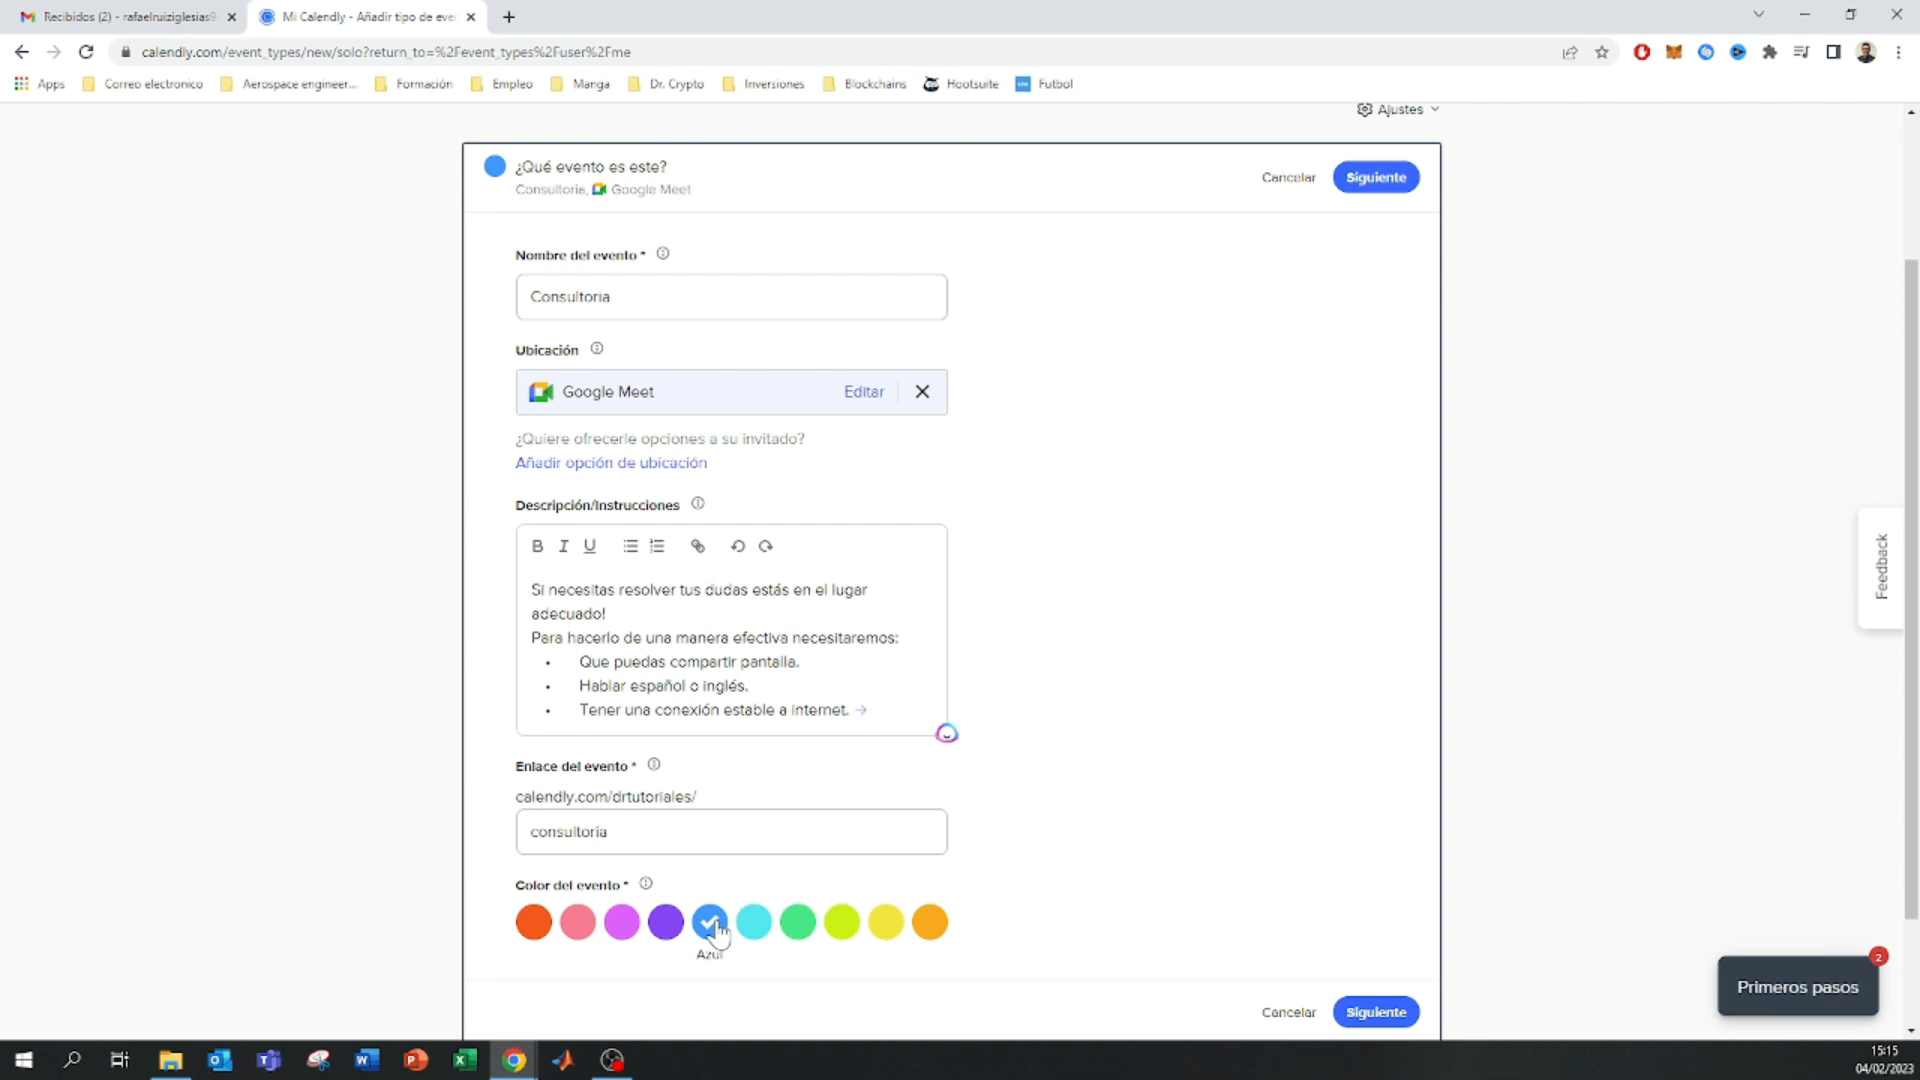 Recibidos (2) - rafaelruiziglesias9
Mi Calendly - Añadir tipo de eve
calendly.com/event_types/new/solo?return_to=%2Fevent_types%2Fuser%2Fme
Apps
Correo electronico
Aerospace engineer...
Formación
Empleo
Manga
Dr. Crypto
Inversiones
Blockchains
Hootsuite
Futbol
Ajustes
¿Qué evento es este?
Consultoria, Google Meet
Cancelar
Siguiente
Nombre del evento *
Consultoria
Ubicación
Google Meet
Editar
¿Quiere ofrecerle opciones a su invitado?
Añadir opción de ubicación
Descripción/Instrucciones
B I U
Si necesitas resolver tus dudas estás en el lugar
adecuado!
Para hacerlo de una manera efectiva necesitaremos:
• Que puedas compartir pantalla.
• Hablar español o inglés.
• Tener una conexión estable a internet. →
Feedback
Enlace del evento *
calendly.com/drtutoriales/
consultoria
Color del evento *
Azul
2
Primeros pasos
Cancelar
Siguiente
15:15
04/02/2023